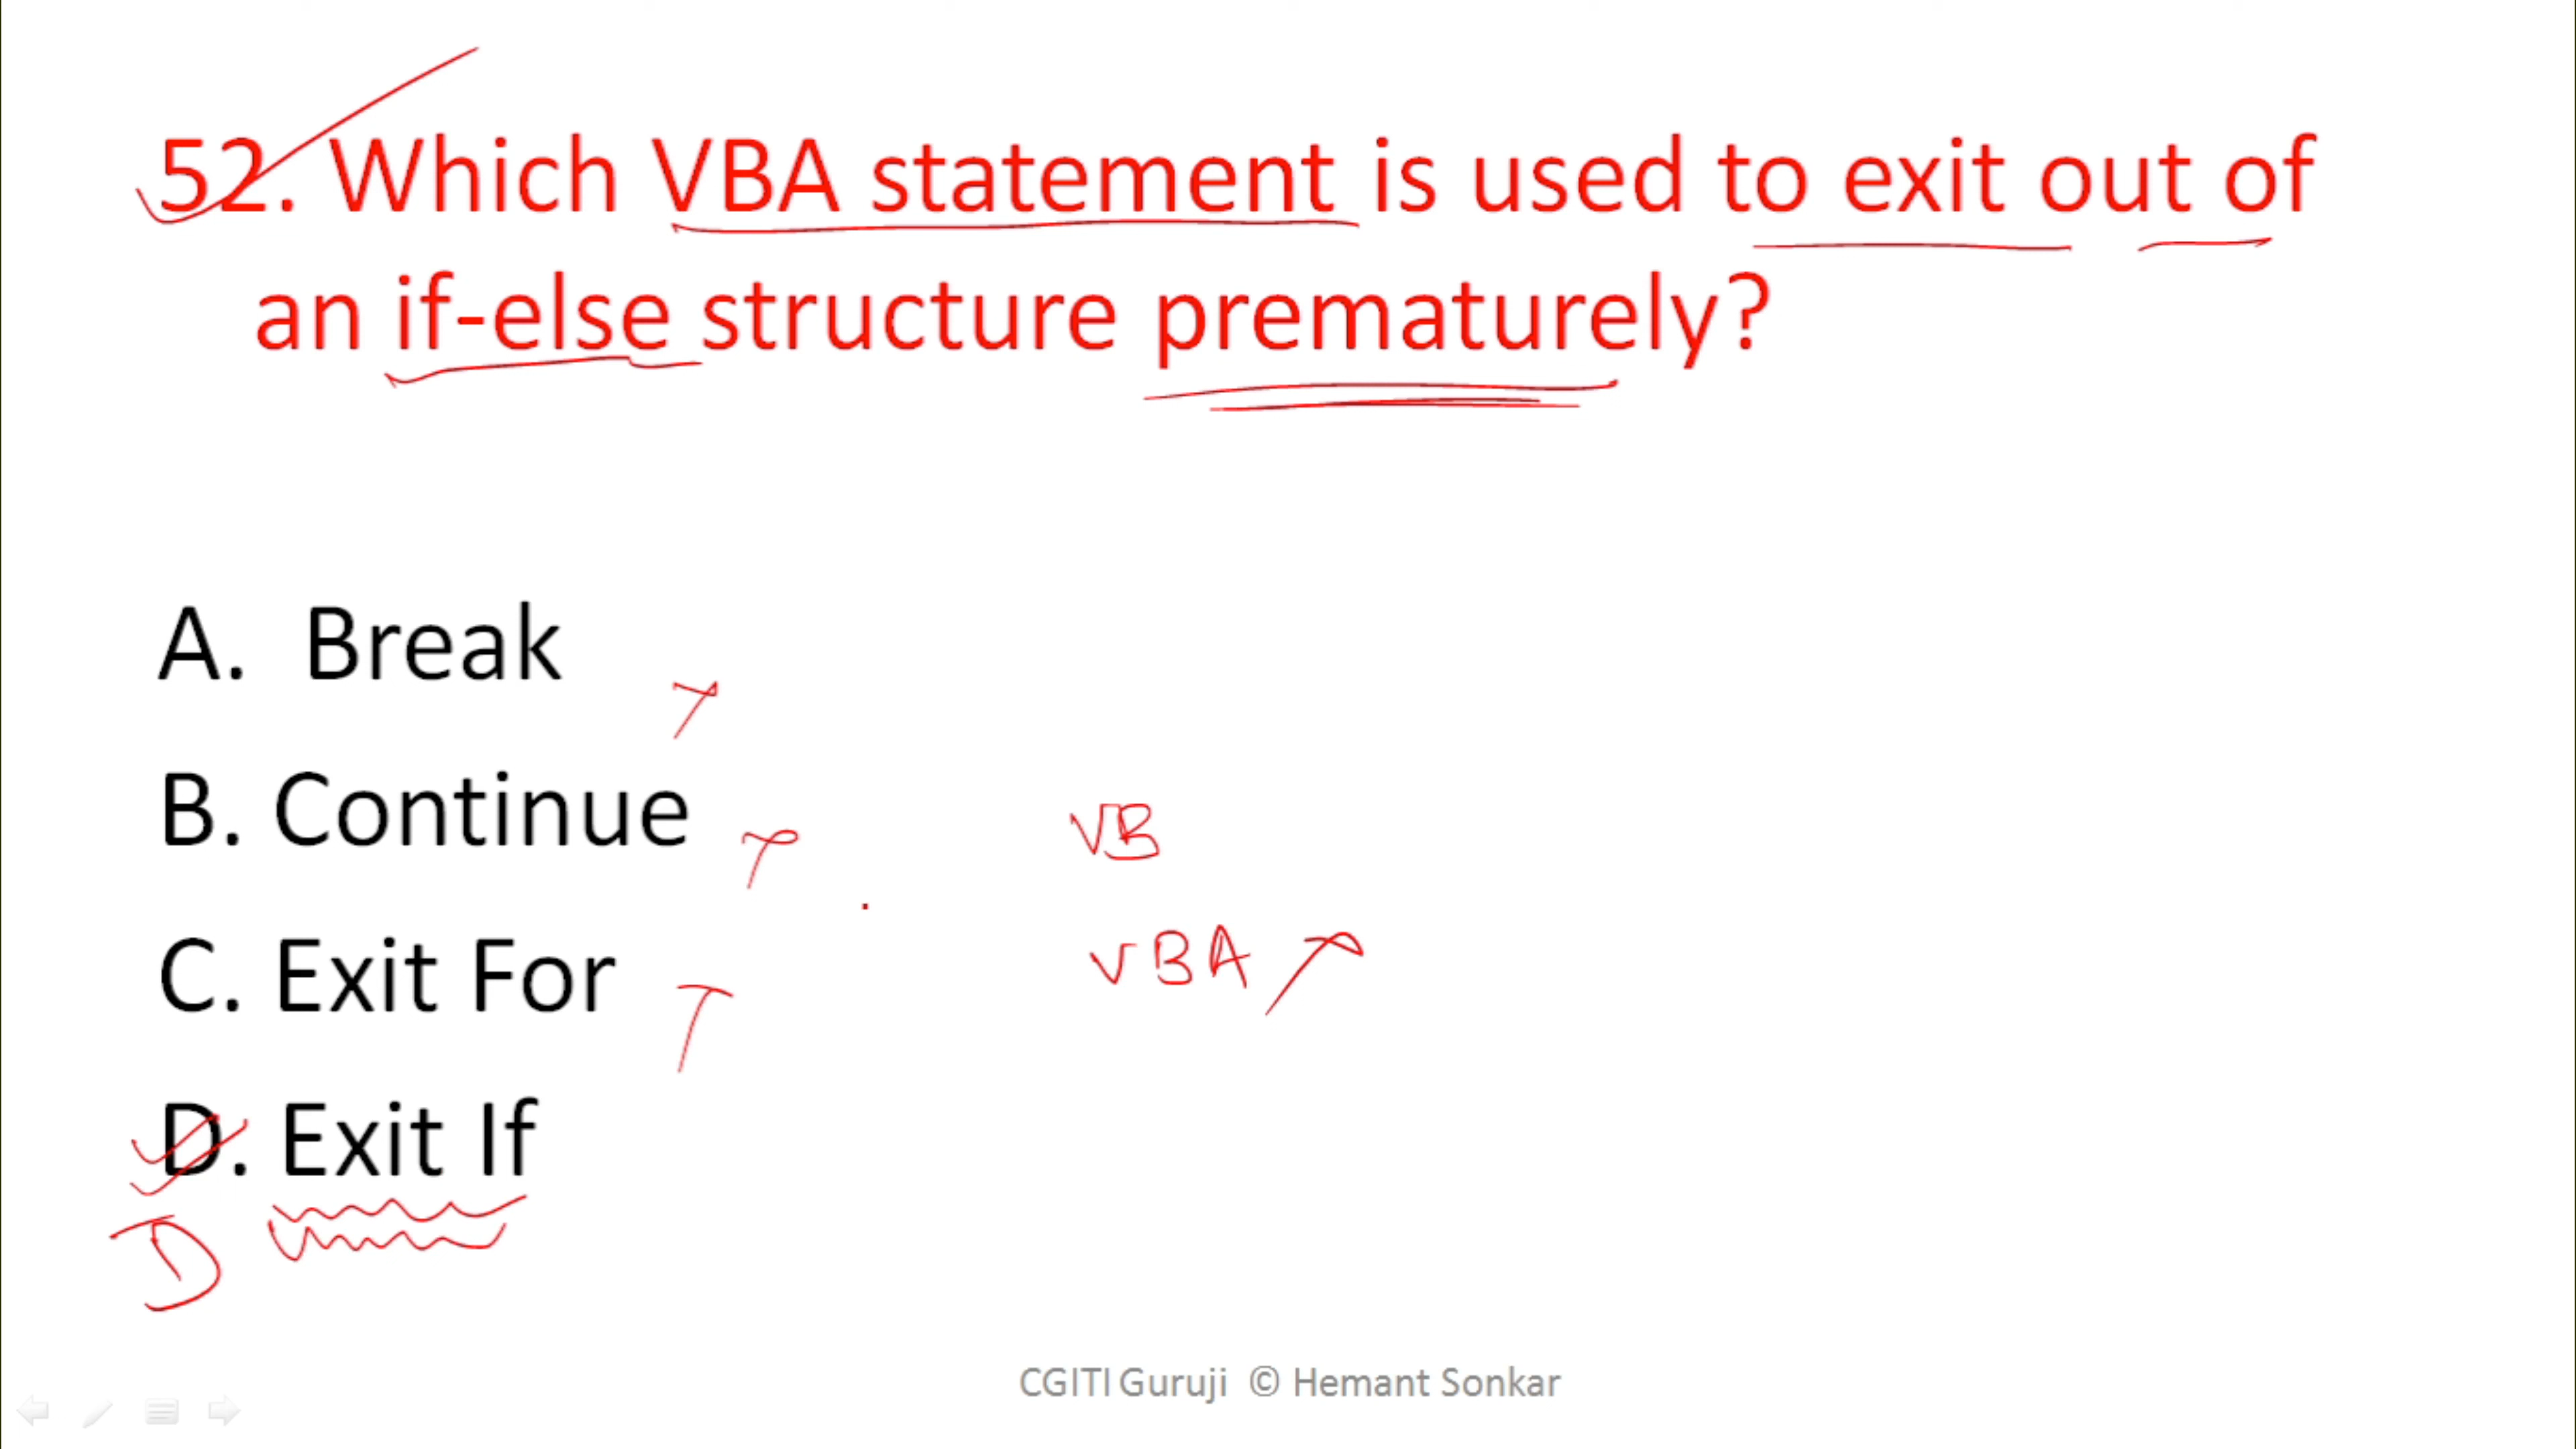 52. Which VBA statement is used to exit out of
an if-else structure prematurely?
A. Break
B. Continue
VB
VBA
C. Exit For
D. Exit If
D
CGITI Guruji © Hemant Sonkar